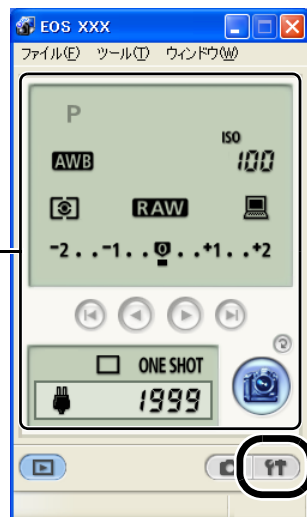 EOS XXX
ファイル(F) ツール(T) ウィンドウ(W)
P
ISO
AWB 100
RAW
-2..-1..0..+1..+2
ONE SHOT
1999